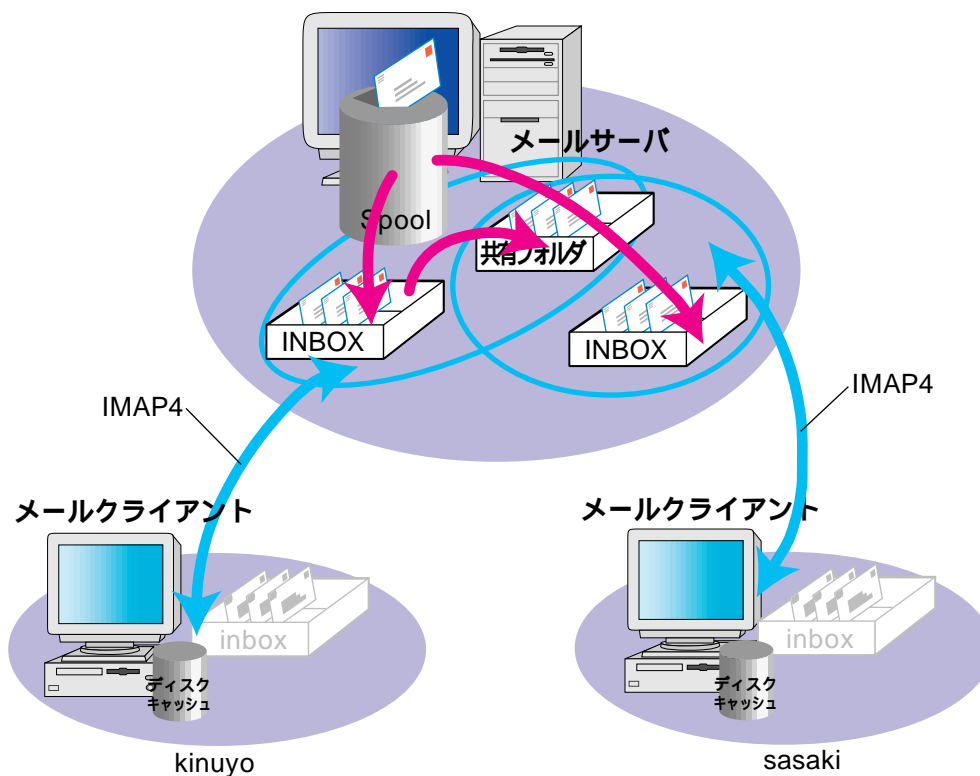 メールサーバ
Spool
共有フォルダ
INBOX
INBOX
IMAP4
IMAP4
メールクライアント
メールクライアント
inbox
inbox
ディスク
キャッシュ
ディスク
キャッシュ
kinuyo
sasaki